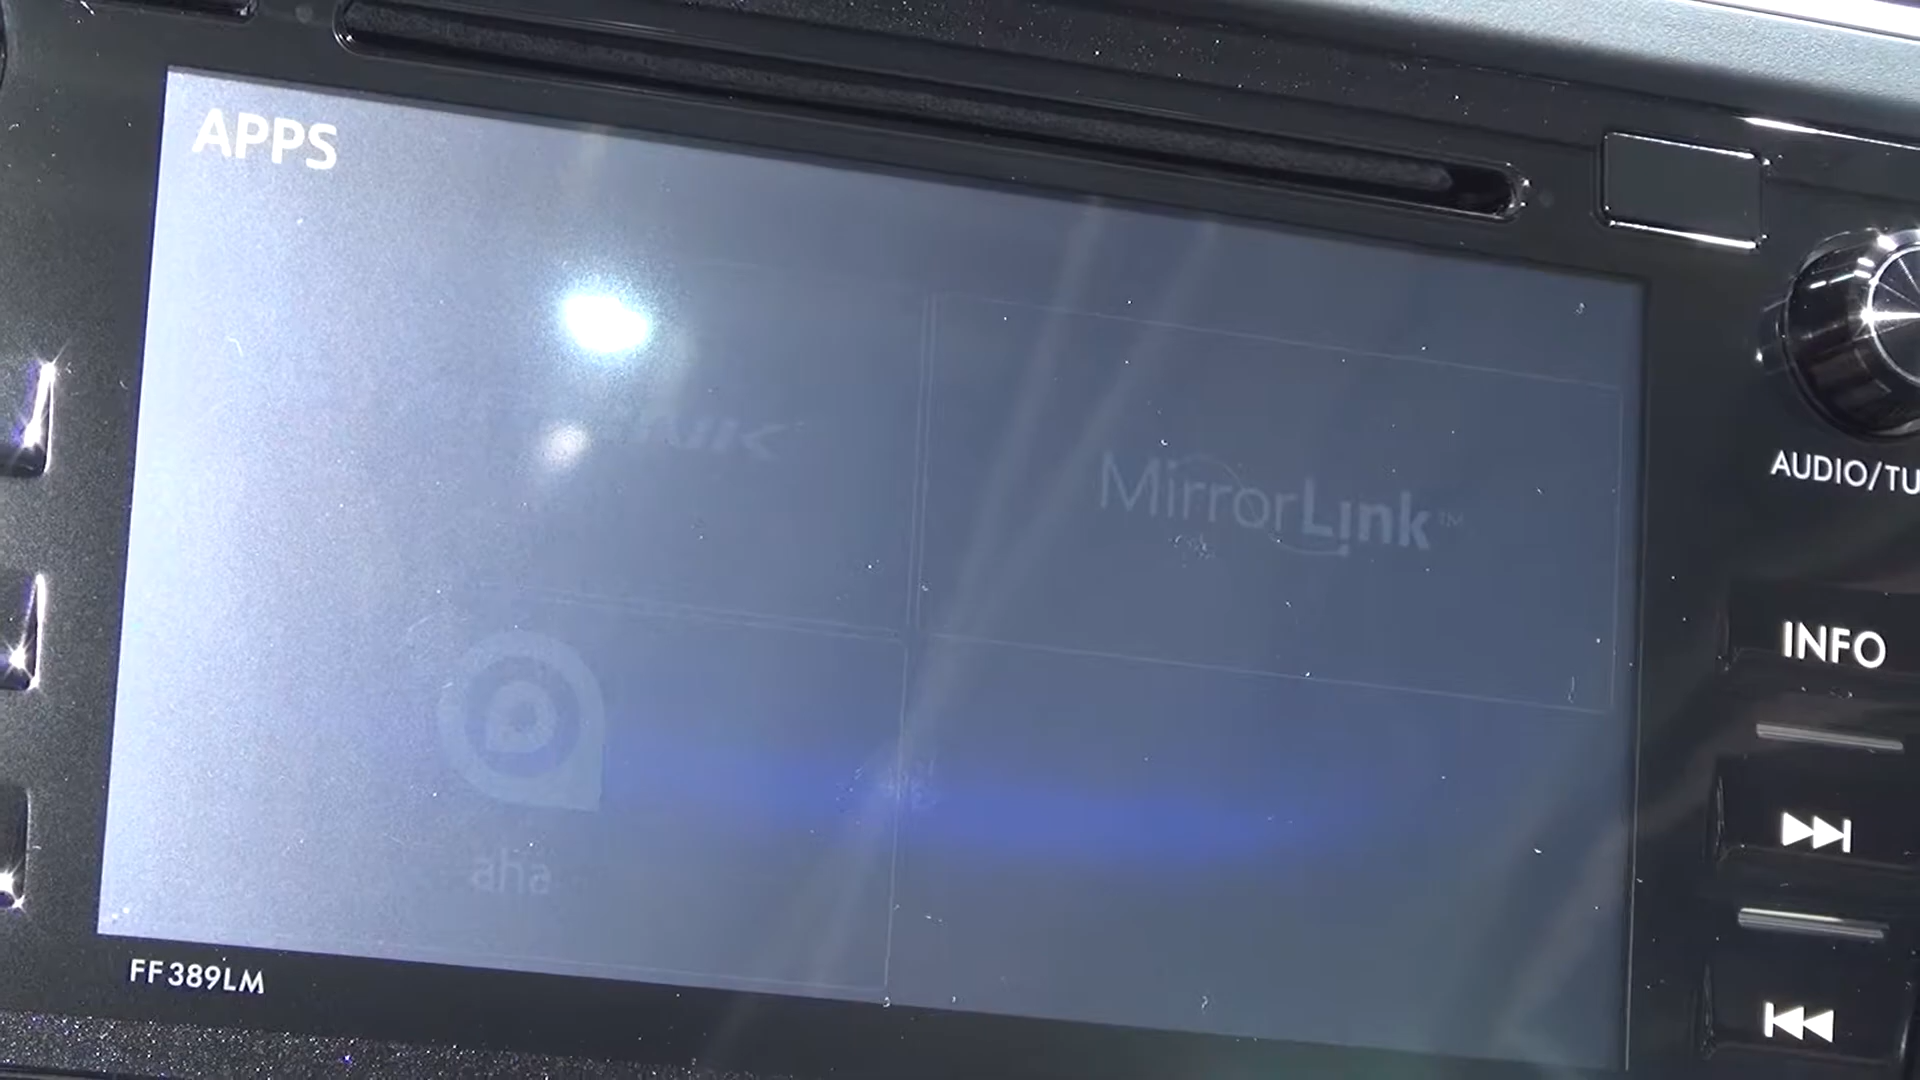 APPS
MirrorLink™
aha
FF389LM
AUDIO/TU
INFO